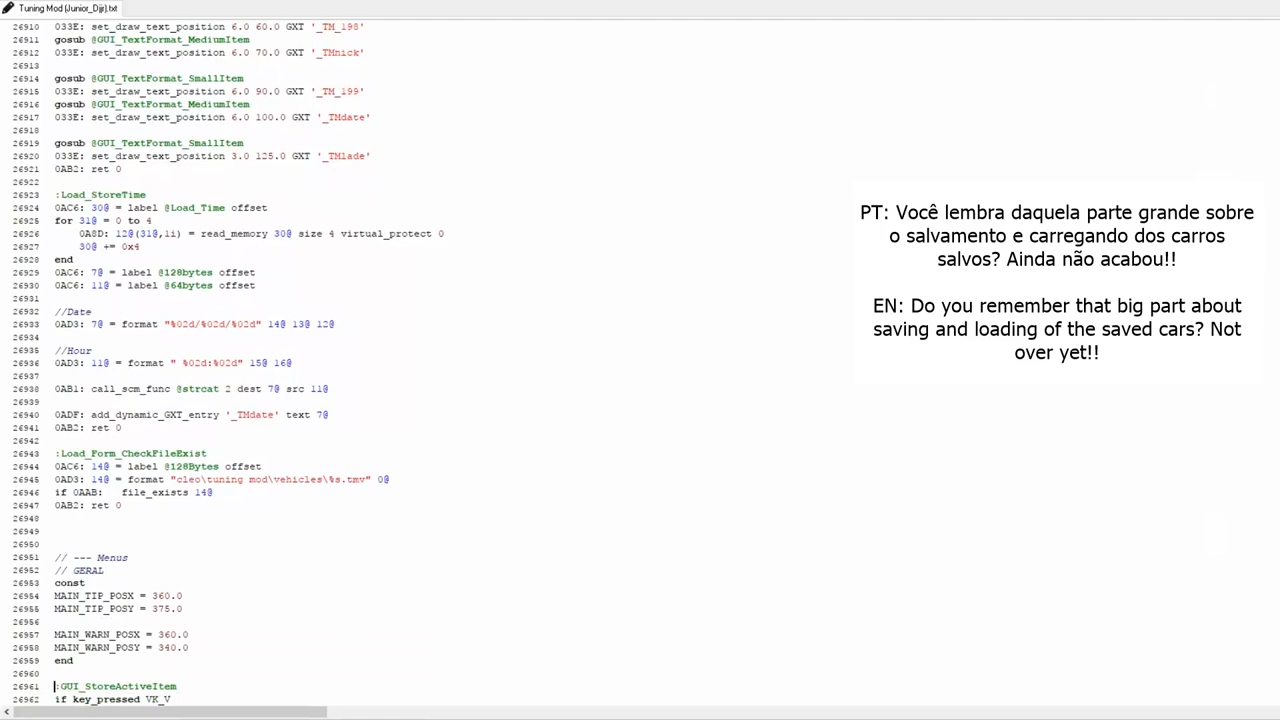 Tuning Mod (Junior_Djjr).txt
26910 033E: set_draw_text_position 6.0 60.0 GXT '_TM_198'
26911 gosub @GUI_TextFormat_MediumItem
26912 033E: set_draw_text_position 6.0 70.0 GXT '_TMnick'
26913
26914 gosub @GUI_TextFormat_SmallItem
26915 033E: set_draw_text_position 6.0 90.0 GXT '_TM_199'
26916 gosub @GUI_TextFormat_MediumItem
26917 033E: set_draw_text_position 6.0 100.0 GXT '_TMdate'
26918
26919 gosub @GUI_TextFormat_SmallItem
26920 033E: set_draw_text_position 3.0 125.0 GXT '_TMlade'
26921 0AB2: ret 0
26922
26923 :Load_StoreTime
26924 0AC6: 30@ = label @Load_Time offset
26925 for 31@ = 0 to 4
26926 0A8D: 12@(31@,1i) = read_memory 30@ size 4 virtual_protect 0
26927 30@ += 0x4
26928 end
26929 0AC6: 7@ = label @128bytes offset
26930 0AC6: 11@ = label @64bytes offset
26931
26932 //Date
26933 0AD3: 7@ = format "%02d/%02d/%02d" 14@ 13@ 12@
26934
26935 //Hour
26936 0AD3: 11@ = format " %02d:%02d" 15@ 16@
26937
26938 0AB1: call_scm_func @strcat 2 dest 7@ src 11@
26939
26940 0ADF: add_dynamic_GXT_entry '_TMdate' text 7@
26941 0AB2: ret 0
26942
26943 :Load_Form_CheckFileExist
26944 0AC6: 14@ = label @128Bytes offset
26945 0AD3: 14@ = format "cleo\tuning mod\vehicles\%s.tmv" 0@
26946 if 0AAB: file_exists 14@
26947 0AB2: ret 0
26948
26949
26950
26951 // --- Menus
26952 // GERAL
26953 const
26954 MAIN_TIP_POSX = 360.0
26955 MAIN_TIP_POSY = 375.0
26956
26957 MAIN_WARN_POSX = 360.0
26958 MAIN_WARN_POSY = 340.0
26959 end
26960
26961 :GUI_StoreActiveItem
26962 if key_pressed VK_V
PT: Você lembra daquela parte grande sobre
o salvamento e carregando dos carros
salvos? Ainda não acabou!!
EN: Do you remember that big part about
saving and loading of the saved cars? Not
over yet!!